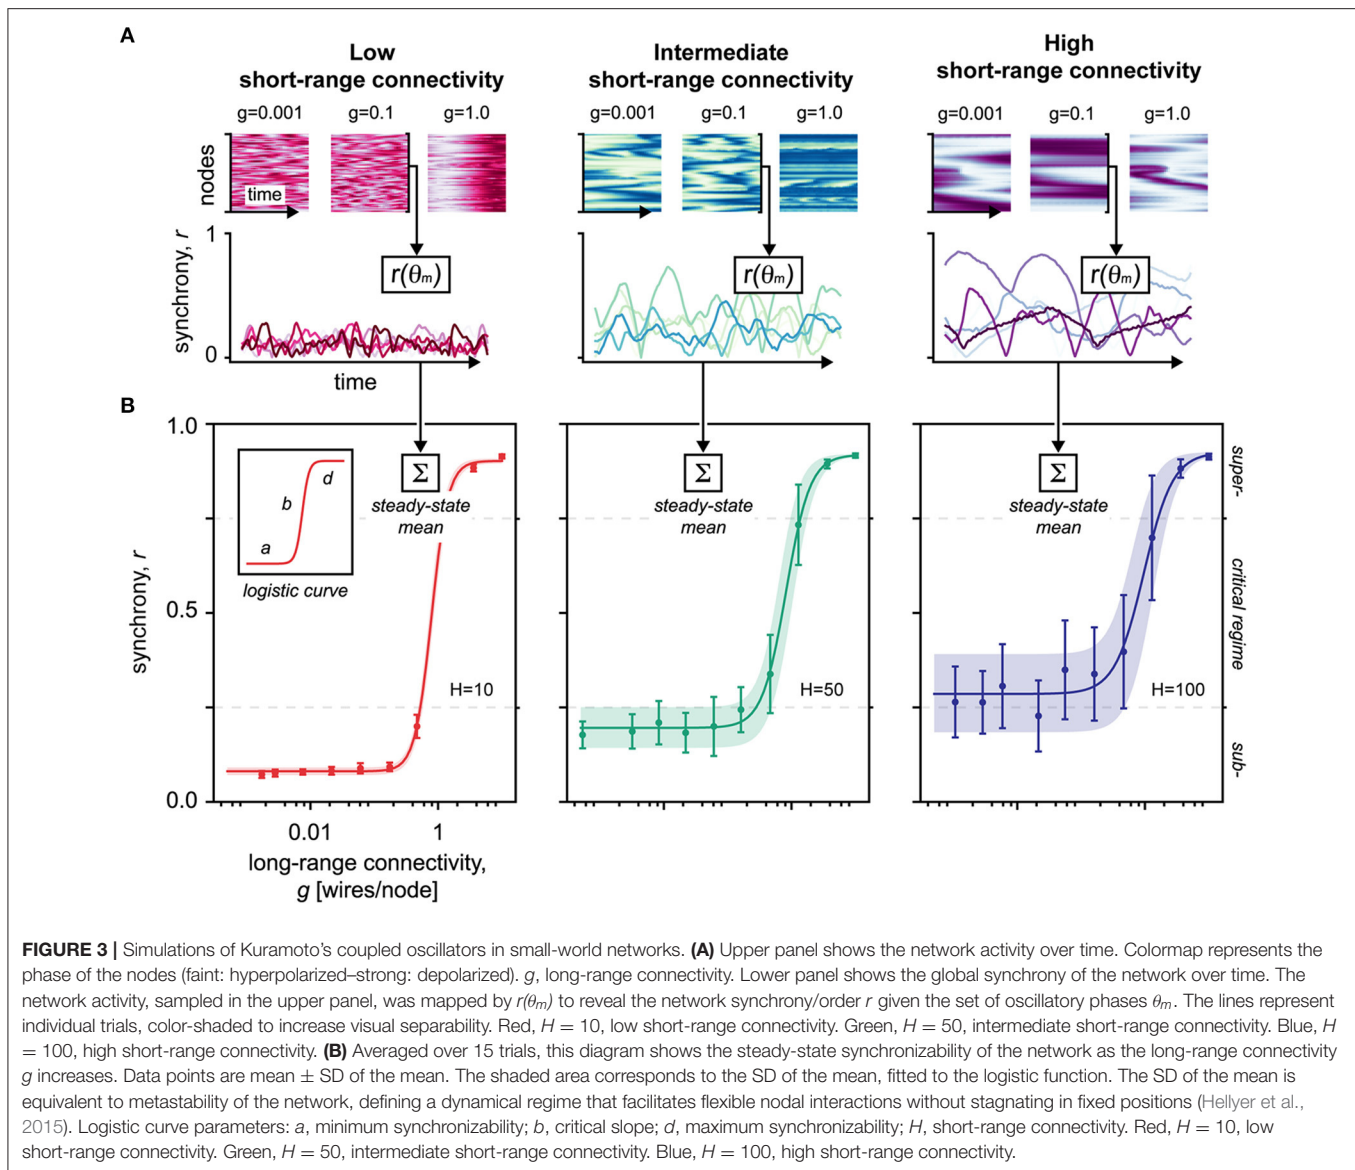 A
Low
short-range connectivity
Intermediate
short-range connectivity
High
short-range connectivity
g=0.001 g=0.1 g=1.0
g=0.001 g=0.1 g=1.0
g=0.001 g=0.1 g=1.0
nodes
time
synchrony, r
1
0
r(θm)
r(θm)
r(θm)
time
B
1.0
0.5
0.0
synchrony, r
a
b
d
logistic curve
Σ
steady-state
mean
H=10
Σ
steady-state
mean
H=50
Σ
steady-state
mean
H=100
super-
critical regime
sub-
0.01 1
long-range connectivity,
g [wires/node]
FIGURE 3 | Simulations of Kuramoto's coupled oscillators in small-world networks. (A) Upper panel shows the network activity over time. Colormap represents the
phase of the nodes (faint: hyperpolarized–strong: depolarized). g, long-range connectivity. Lower panel shows the global synchrony of the network over time. The
network activity, sampled in the upper panel, was mapped by r(θm) to reveal the network synchrony/order r given the set of oscillatory phases θm. The lines represent
individual trials, color-shaded to increase visual separability. Red, H = 10, low short-range connectivity. Green, H = 50, intermediate short-range connectivity. Blue, H
= 100, high short-range connectivity. (B) Averaged over 15 trials, this diagram shows the steady-state synchronizability of the network as the long-range connectivity
g increases. Data points are mean ± SD of the mean. The shaded area corresponds to the SD of the mean, fitted to the logistic function. The SD of the mean is
equivalent to metastability of the network, defining a dynamical regime that facilitates flexible nodal interactions without stagnating in fixed positions (Hellyer et al.,
2015). Logistic curve parameters: a, minimum synchronizability; b, critical slope; d, maximum synchronizability; H, short-range connectivity. Red, H = 10, low
short-range connectivity. Green, H = 50, intermediate short-range connectivity. Blue, H = 100, high short-range connectivity.